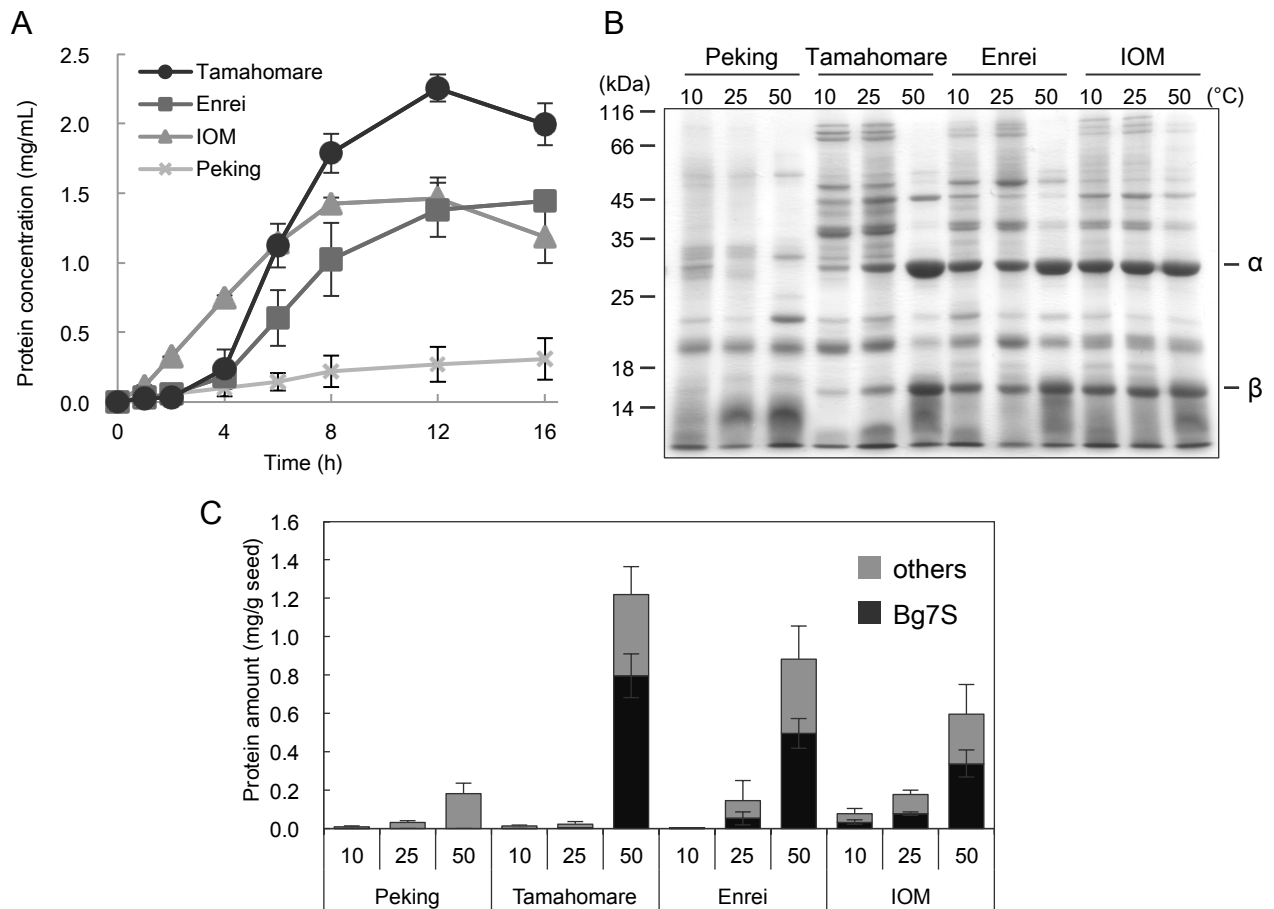 A
Protein concentration (mg/mL)
2.5
2.0
1.5
1.0
0.5
0.0
Tamahomare
Enrei
IOM
Peking
0
4
8
12
16
Time (h)
B
Peking Tamahomare Enrei IOM
(kDa) 10 25 50 10 25 50 10 25 50 10 25 50 (°C)
116
66
45
35
25
18
14
α
β
C
Protein amount (mg/g seed)
1.6
1.4
1.2
1.0
0.8
0.6
0.4
0.2
0.0
others
Bg7S
10 25 50 10 25 50 10 25 50 10 25 50
Peking Tamahomare Enrei IOM